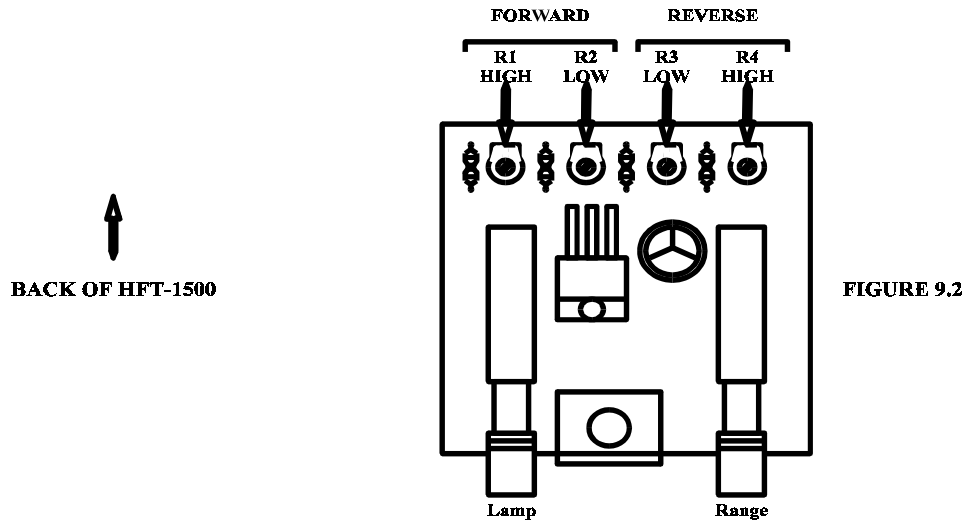 FORWARD REVERSE
R1 R2 R3 R4
HIGH LOW LOW HIGH
BACK OF HFT-1500
FIGURE 9.2
Lamp Range